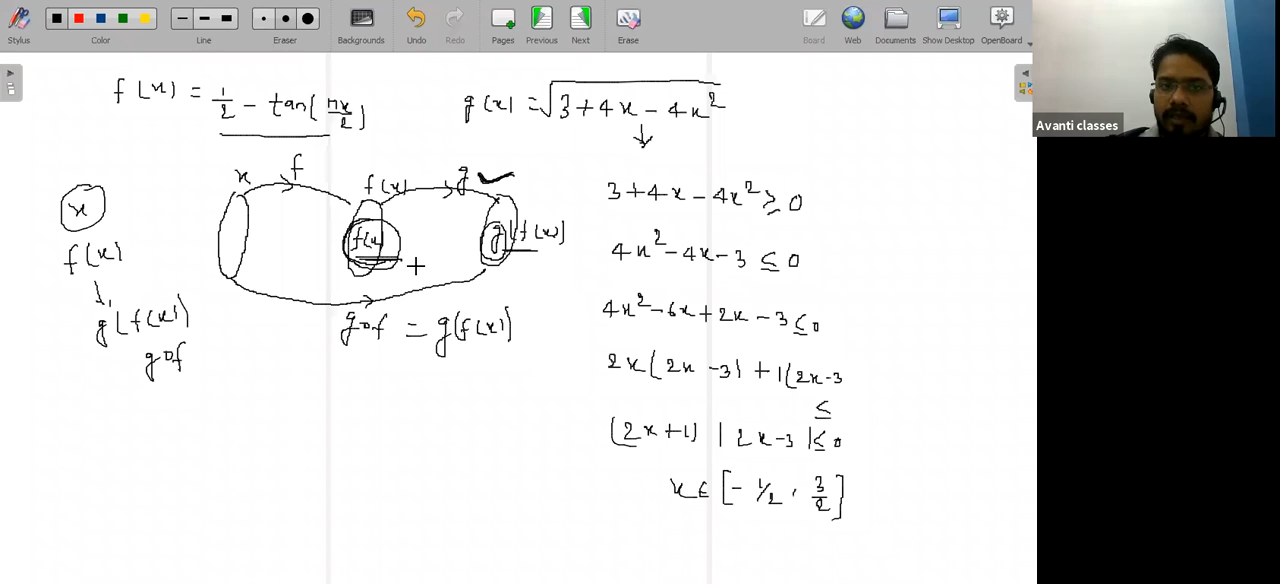 Stylus
Color
Line
Eraser
Backgrounds
Undo
Redo
Pages
Previous
Next
Erase
Board
Web
Documents
Show Desktop
OpenBoard
Avanti classes
f(x) = 1/2 - tan(πx/2)
g(x) = √3+4x-4x²
x
f(x)
g(f(x))
gof
x
f
f(x)
g
f(x)
g(f(x))
+
gof = g(f(x))
3+4x-4x² ≥ 0
4x²-4x-3 ≤ 0
4x²-6x+2x-3 ≤ 0
2x(2x-3)+1(2x-3
≤
(2x+1)(2x-3) ≤ 0
x ∈ [-1/2, 3/2]